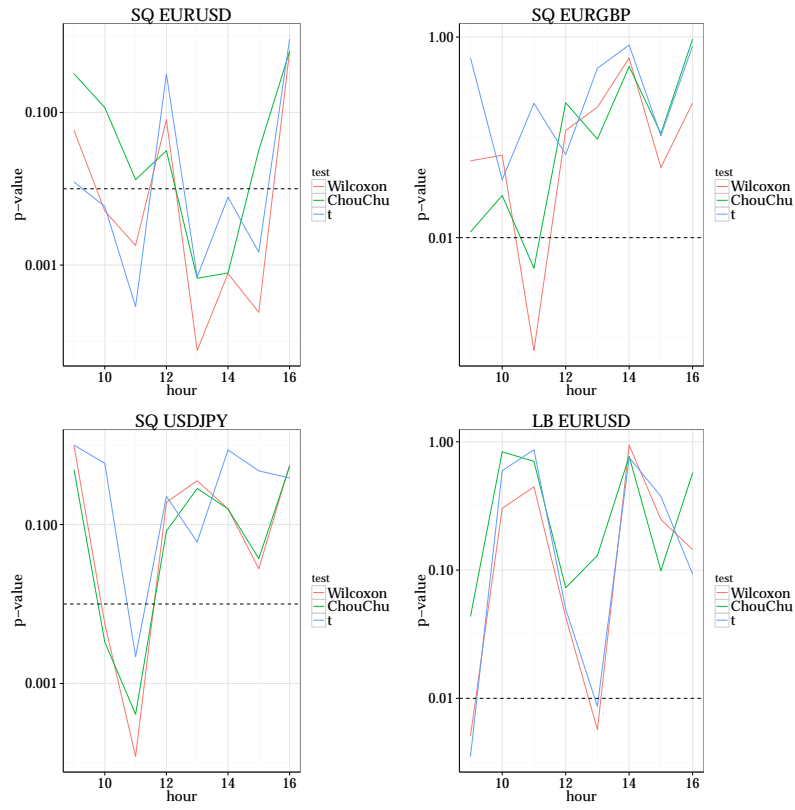 SQ EURUSD
p−value
0.100
0.001
10 12 14 16
hour
test
Wilcoxon
ChouChu
t
SQ EURGBP
p−value
1.00
0.01
10 12 14 16
hour
test
Wilcoxon
ChouChu
t
SQ USDJPY
p−value
0.100
0.001
10 12 14 16
hour
test
Wilcoxon
ChouChu
t
LB EURUSD
p−value
1.00
0.10
0.01
10 12 14 16
hour
test
Wilcoxon
ChouChu
t